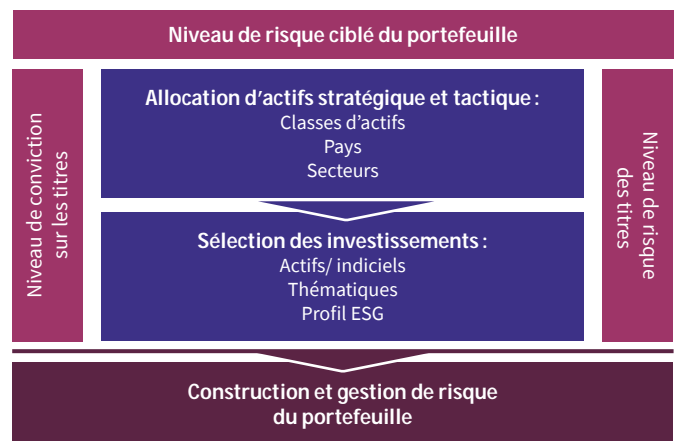 Niveau de risque ciblé du portefeuille
Niveau de conviction
sur les titres
Allocation d'actifs stratégique et tactique :
Classes d'actifs
Pays
Secteurs
Sélection des investissements :
Actifs/ indiciels
Thématiques
Profil ESG
Niveau de risque
des titres
Construction et gestion de risque
du portefeuille